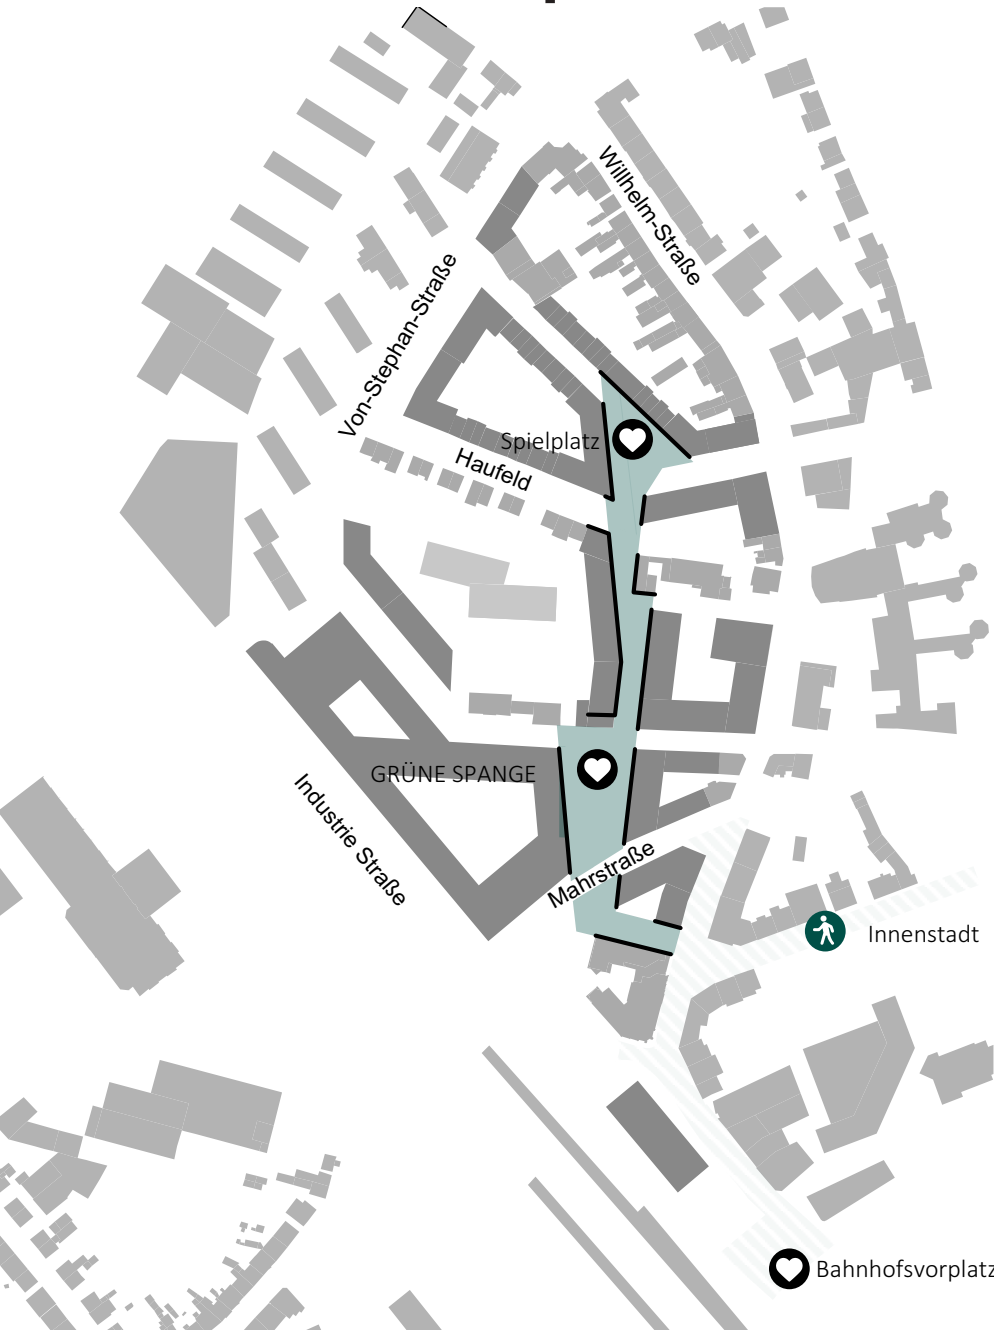 Willhelm-Straße
Von-Stephan-Straße
Spielplatz
Haufeld
GRÜNE SPANGE
Industrie Straße
Mahrstraße
Innenstadt
Bahnhofsvorplatz